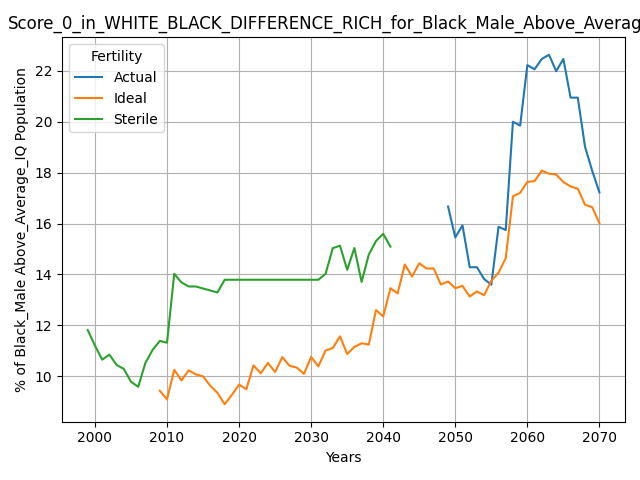 Score_0_in_WHITE_BLACK_DIFFERENCE_RICH_for_Black_Male_Above_Averag
Fertility
Actual
Ideal
Sterile
% of Black_Male Above_Average_IQ Population
22
20
18
16
14
12
10
2000 2010 2020 2030 2040 2050 2060 2070
Years